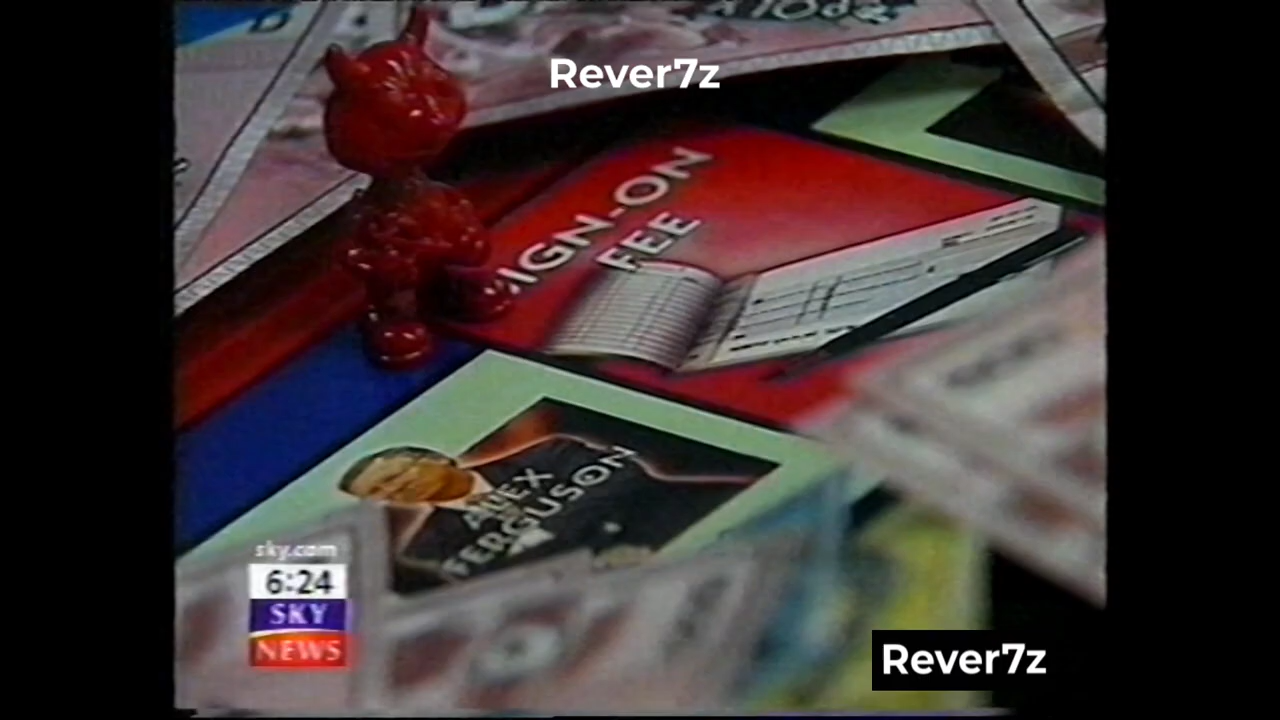 Rever7z
SIGN-ON
FEE
ALEX
FERGUSON
sky.com
6:24
SKY
NEWS
Rever7z